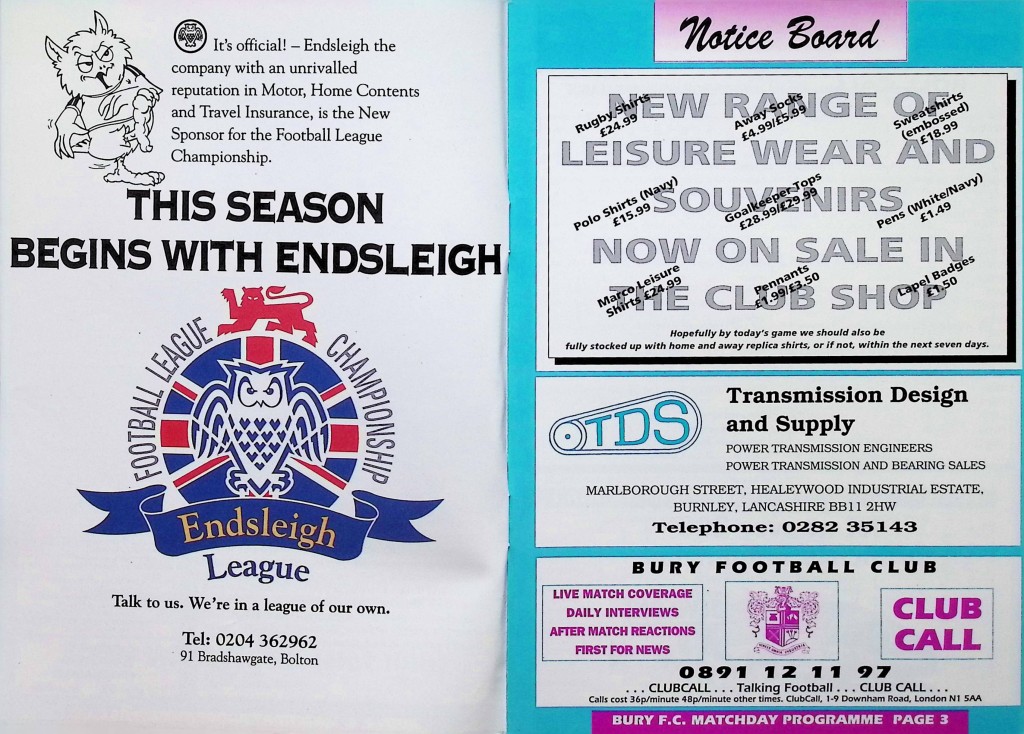 It's official! – Endsleigh the
company with an unrivalled
reputation in Motor, Home Contents
and Travel Insurance, is the New
Sponsor for the Football League
Championship.
THIS SEASON
BEGINS WITH ENDSLEIGH
FOOTBALL LEAGUE CHAMPIONSHIP
Endsleigh
League
Talk to us. We're in a league of our own.
Tel: 0204 362962
91 Bradshawgate, Bolton
Notice Board
NEW RANGE OF
LEISURE WEAR AND
SOUVENIRS
NOW ON SALE IN
THE CLUB SHOP
Rugby Shirts
£24.99
Away Socks
£4.99/£5.99
Sweatshirts
(embossed)
£18.99
Polo Shirts (Navy)
£15.99
Goalkeeper Tops
£28.99/£29.99
Pens (White/Navy)
£1.49
Marco Leisure
Shirts £24.99
Pennants
£1.99/£3.50
Lapel Badges
£1.50
Hopefully by today's game we should also be
fully stocked up with home and away replica shirts, or if not, within the next seven days.
TDS
Transmission Design
and Supply
POWER TRANSMISSION ENGINEERS
POWER TRANSMISSION AND BEARING SALES
MARLBOROUGH STREET, HEALEYWOOD INDUSTRIAL ESTATE,
BURNLEY, LANCASHIRE BB11 2HW
Telephone: 0282 35143
BURY FOOTBALL CLUB
LIVE MATCH COVERAGE
DAILY INTERVIEWS
AFTER MATCH REACTIONS
FIRST FOR NEWS
CLUB
CALL
0891 12 11 97
. . . CLUBCALL . . . Talking Football . . . CLUB CALL . . .
Calls cost 36p/minute 48p/minute other times. ClubCall, 1-9 Downham Road, London N1 5AA
BURY F.C. MATCHDAY PROGRAMME PAGE 3